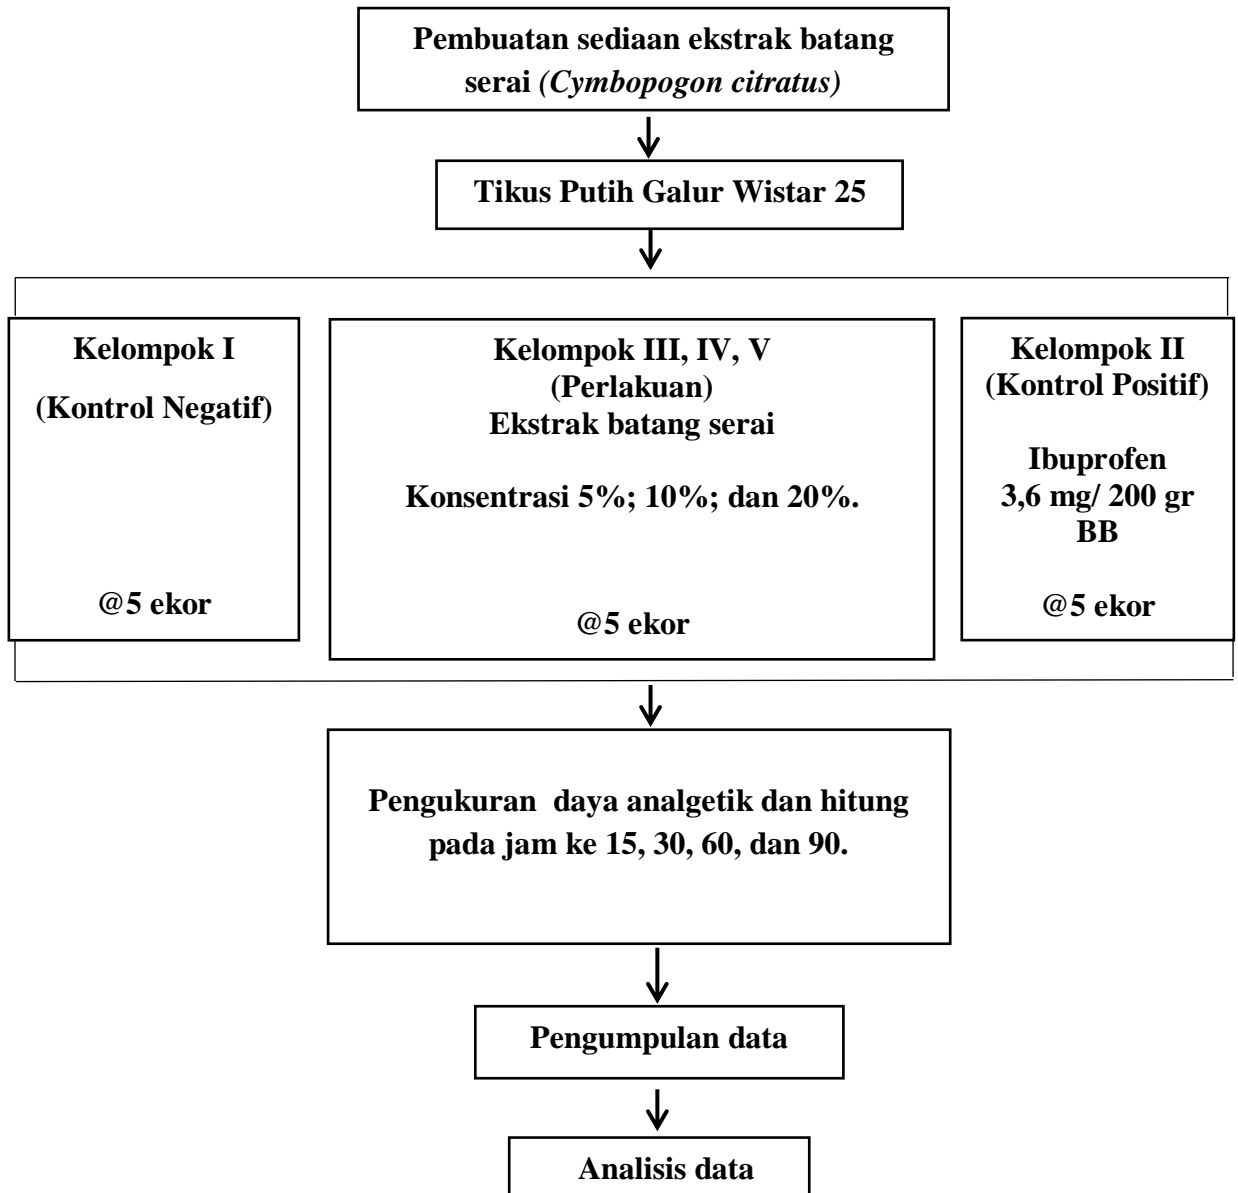 Pembuatan sediaan ekstrak batang
serai (Cymbopogon citratus)
Tikus Putih Galur Wistar 25
Kelompok I
(Kontrol Negatif)
@5 ekor
Kelompok III, IV, V
(Perlakuan)
Ekstrak batang serai
Konsentrasi 5%; 10%; dan 20%.
@5 ekor
Kelompok II
(Kontrol Positif)
Ibuprofen
3,6 mg/ 200 gr
BB
@5 ekor
Pengukuran daya analgetik dan hitung
pada jam ke 15, 30, 60, dan 90.
Pengumpulan data
Analisis data